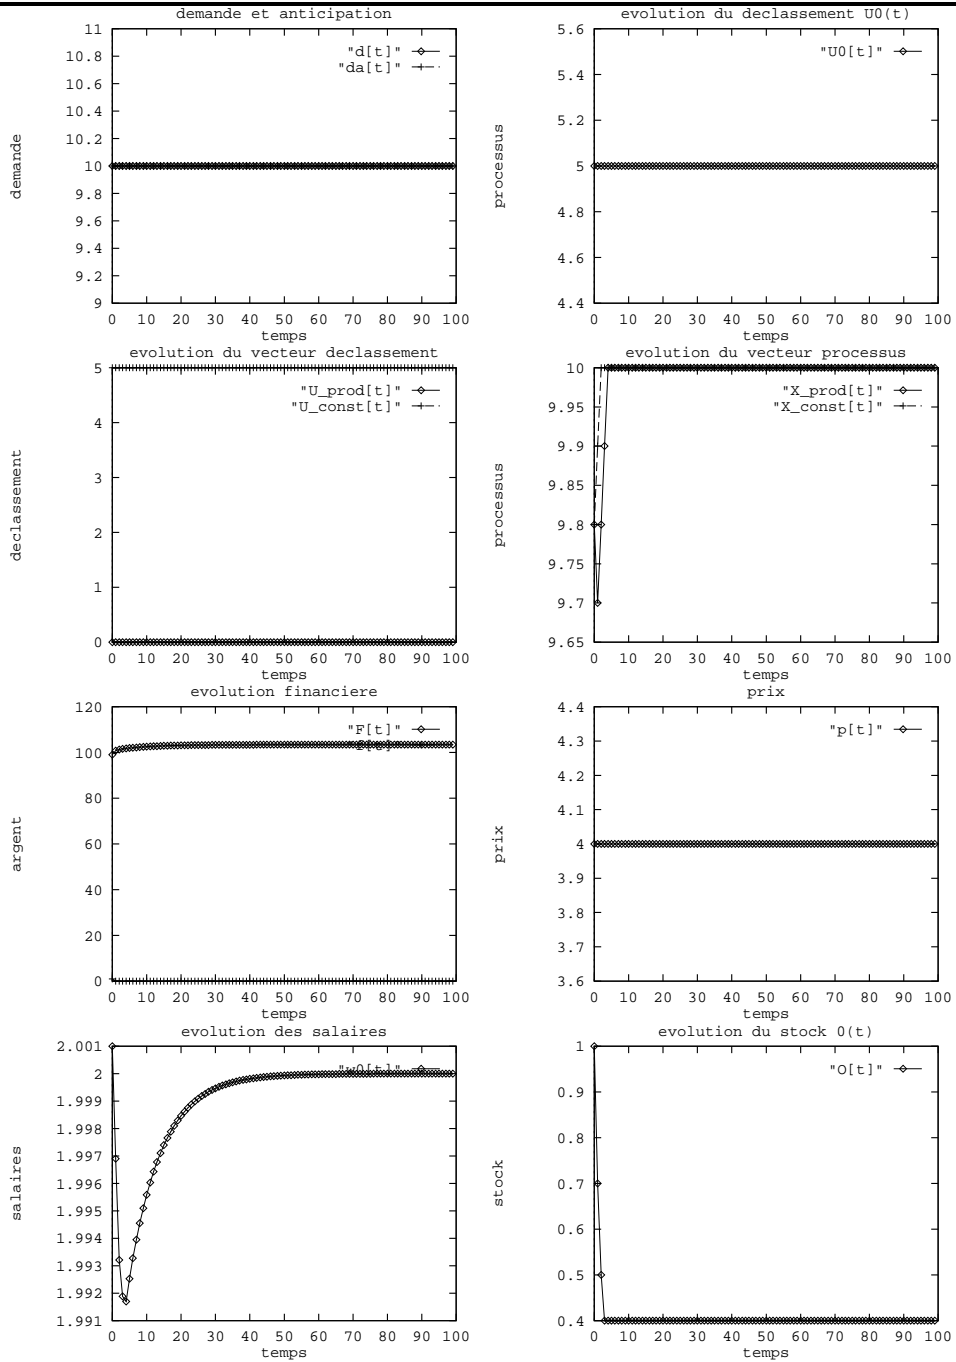 demande et anticipation
11
10.8
10.6
10.4
10.2
10
9.8
9.6
9.4
9.2
9
demande
"d[t]"
"da[t]"
0 10 20 30 40 50 60 70 80 90 100
temps
evolution du declassement U0(t)
5.6
5.4
5.2
5
4.8
4.6
4.4
processus
"U0[t]"
0 10 20 30 40 50 60 70 80 90 100
temps
evolution du vecteur declassement
5
4
3
2
1
0
declassement
"U_prod[t]"
"U_const[t]"
0 10 20 30 40 50 60 70 80 90 100
temps
evolution du vecteur processus
10
9.95
9.9
9.85
9.8
9.75
9.7
9.65
processus
"X_prod[t]"
"X_const[t]"
0 10 20 30 40 50 60 70 80 90 100
temps
evolution financiere
120
100
80
60
40
20
0
argent
"F[t]"
0 10 20 30 40 50 60 70 80 90 100
temps
prix
4.4
4.3
4.2
4.1
4
3.9
3.8
3.7
3.6
prix
"p[t]"
0 10 20 30 40 50 60 70 80 90 100
temps
evolution des salaires
2.001
2
1.999
1.998
1.997
1.996
1.995
1.994
1.993
1.992
1.991
salaires
"w0[t]"
0 10 20 30 40 50 60 70 80 90 100
temps
evolution du stock 0(t)
1
0.9
0.8
0.7
0.6
0.5
0.4
stock
"O[t]"
0 10 20 30 40 50 60 70 80 90 100
temps